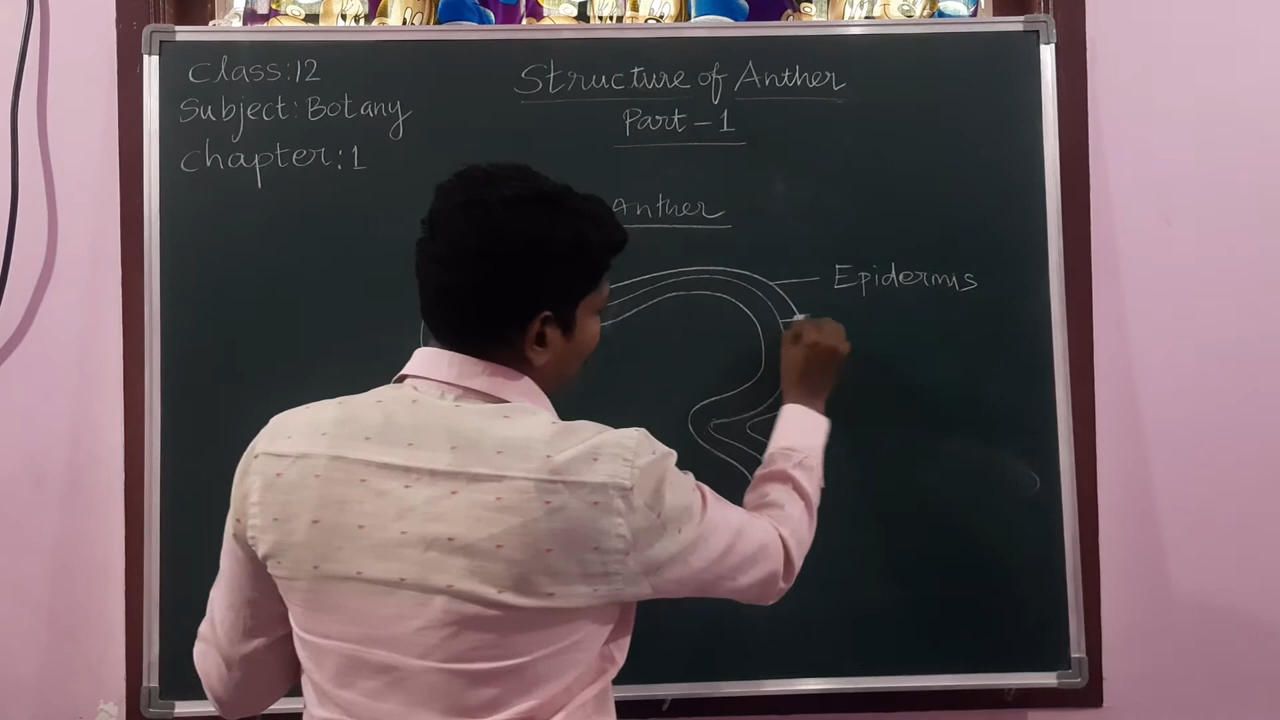 Class:12
Subject: Botany
Chapter:1
Structure of Anther
Part-1
Anther
Epidermis